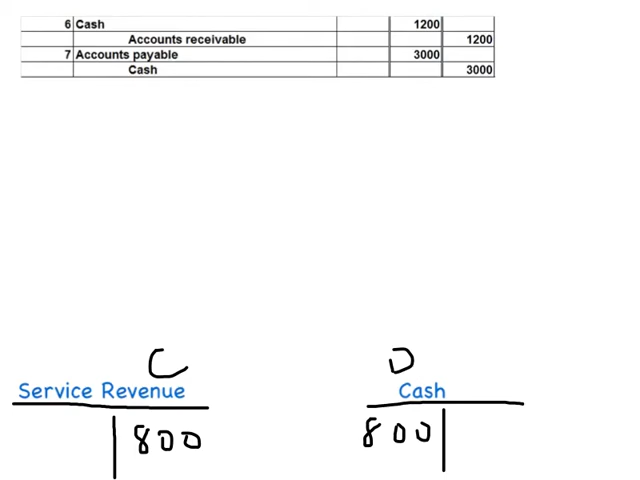 6 Cash 1200
Accounts receivable 1200
7 Accounts payable 3000
Cash 3000
C D
Service Revenue Cash
800 800